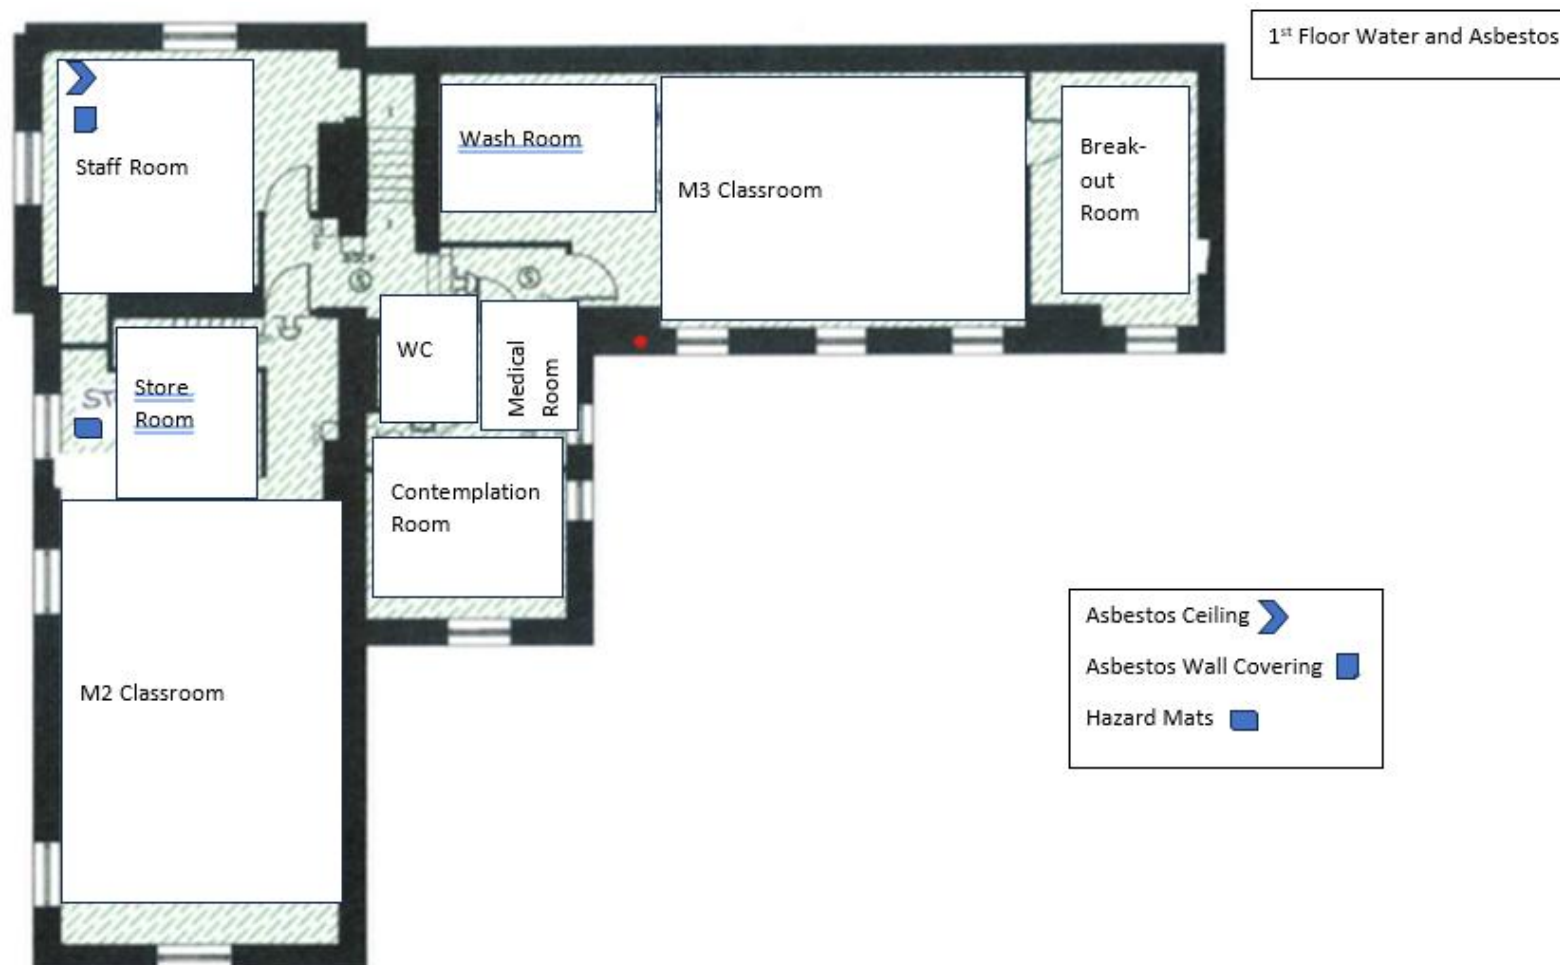 1st Floor Water and Asbestos
Wash Room
Staff Room
M3 Classroom
Break-
out
Room
S
S
WC
Medical
Room
Store
Room
ST
Contemplation
Room
M2 Classroom
Asbestos Ceiling
Asbestos Wall Covering
Hazard Mats